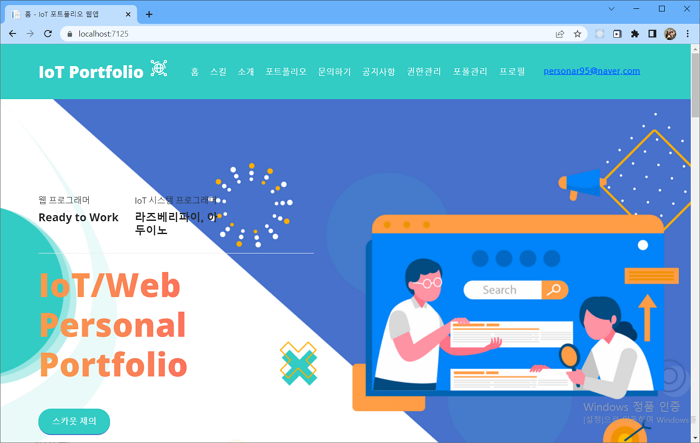 홈 - IoT 포트폴리오 웹앱
localhost:7125
IoT Portfolio
홈 스킬 소개 포트폴리오 문의하기 공지사항 권한관리 포폴관리 프로필 personar95@naver.com
웹 프로그래머
Ready to Work
IoT 시스템 프로그래머
라즈베리파이, 아
두이노
IoT/Web
Personal
Portfolio
스카웃 제의
Search
Windows 정품 인증
[설정]으로 이동하여 Windows를